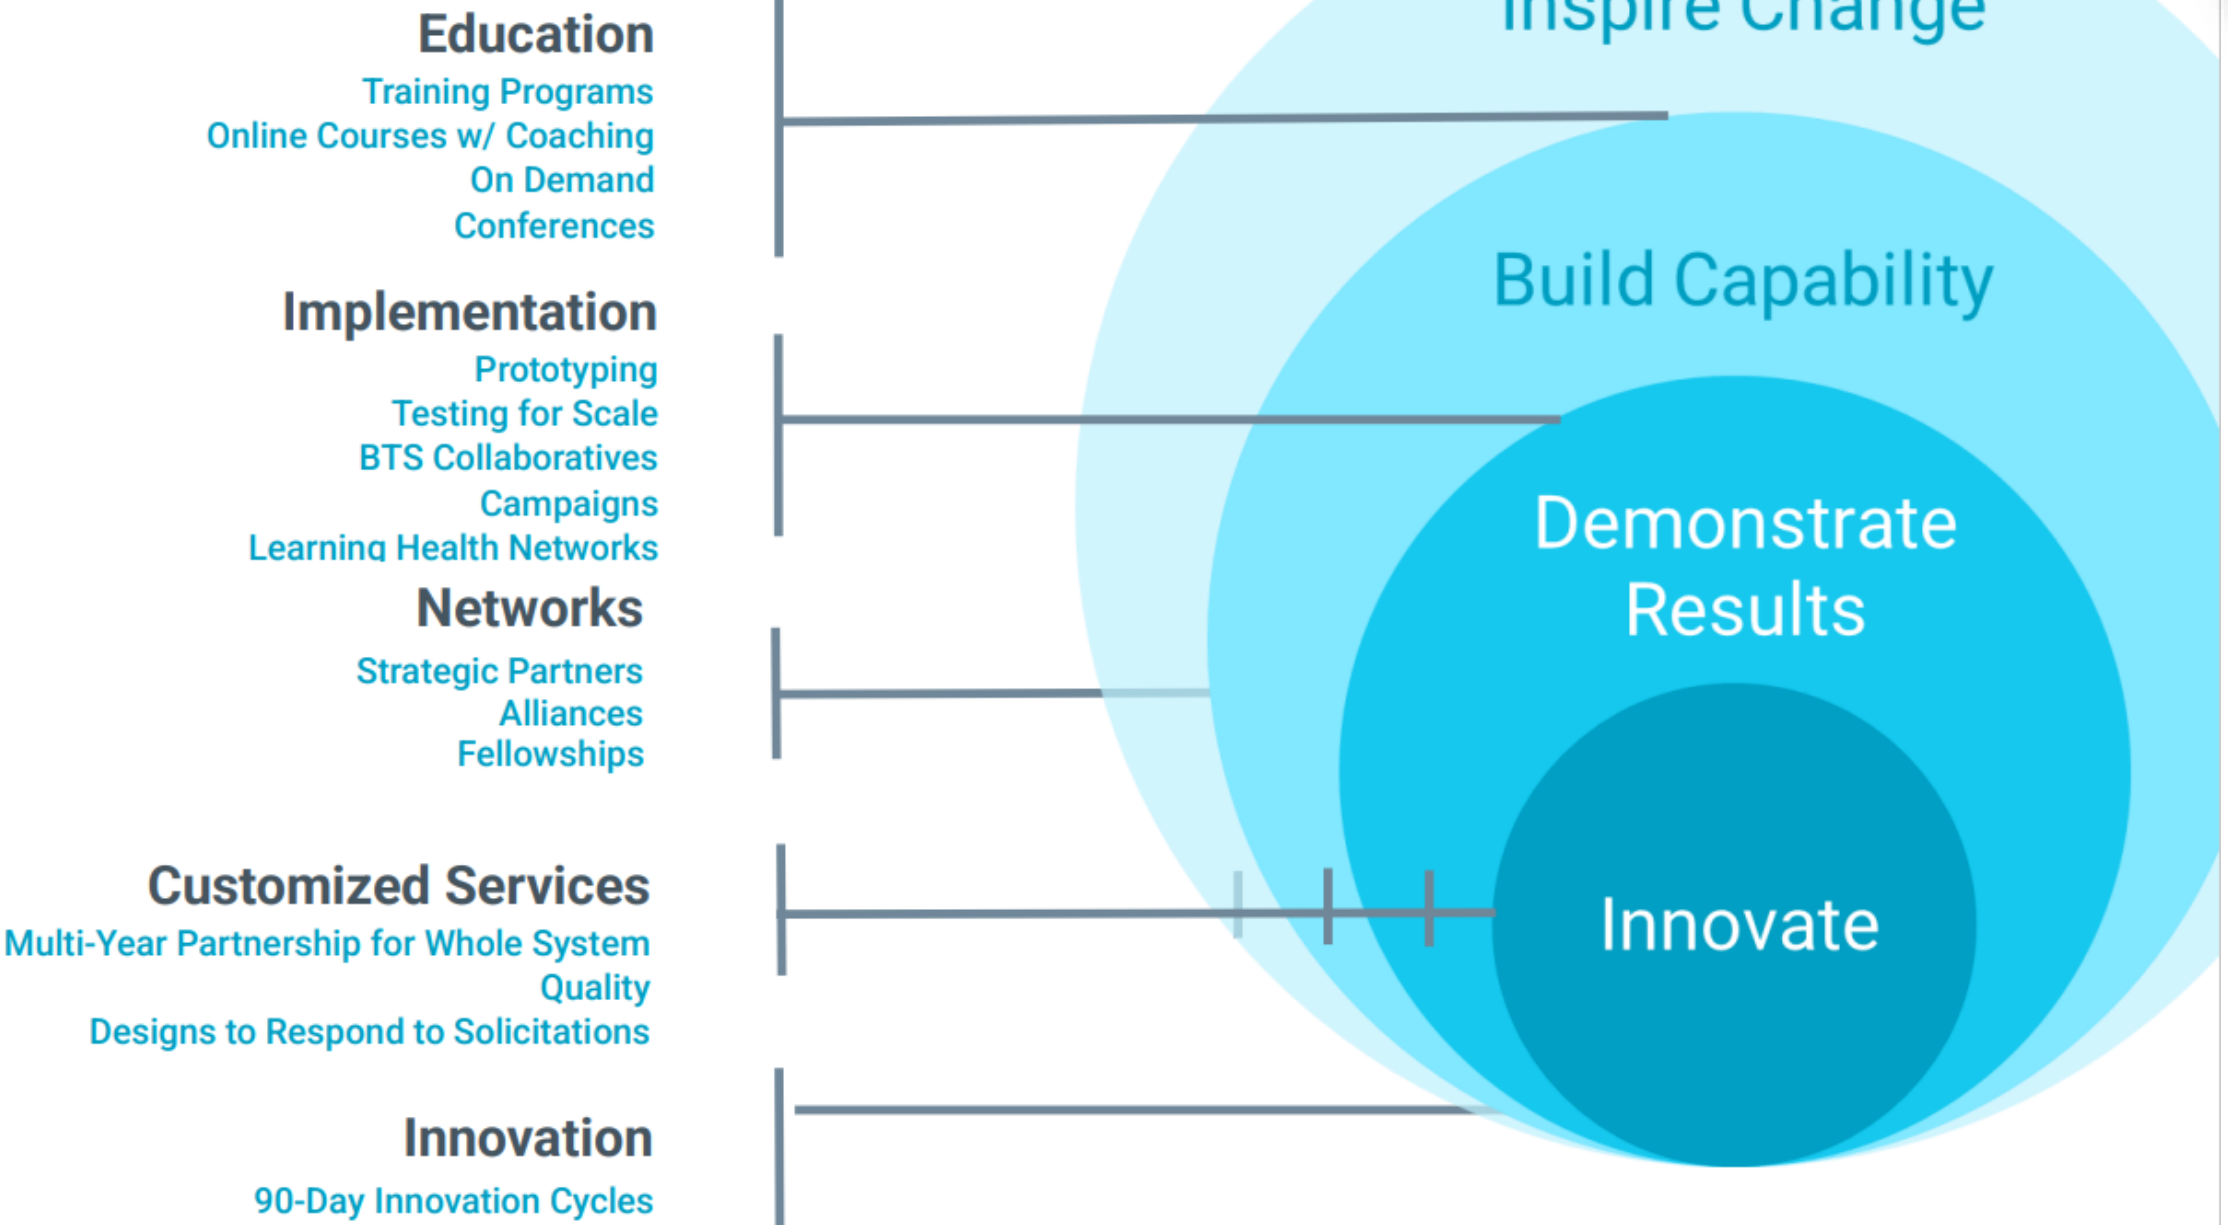 Education
Training Programs
Online Courses w/ Coaching
On Demand
Conferences
Implementation
Prototyping
Testing for Scale
BTS Collaboratives
Campaigns
Learning Health Networks
Networks
Strategic Partners
Alliances
Fellowships
Customized Services
Multi-Year Partnership for Whole System
Quality
Designs to Respond to Solicitations
Innovation
90-Day Innovation Cycles
Inspire Change
Build Capability
Demonstrate
Results
Innovate